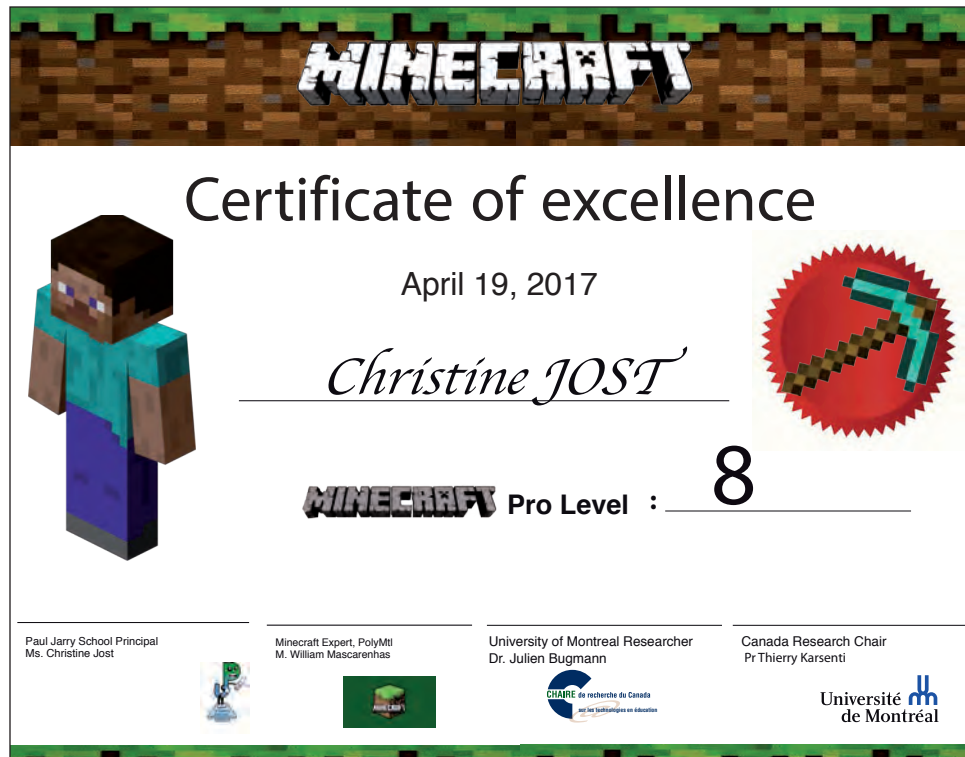 MINECRAFT
Certificate of excellence
April 19, 2017
Christine JOST
MINECRAFT Pro Level : 8
Paul Jarry School Principal
Ms. Christine Jost
Minecraft Expert, PolyMtl
M. William Mascarenhas
MINECRAFT
University of Montreal Researcher
Dr. Julien Bugmann
CHAIRE de recherche du Canada
sur les technologies en éducation
Canada Research Chair
Pr Thierry Karsenti
Université
de Montréal